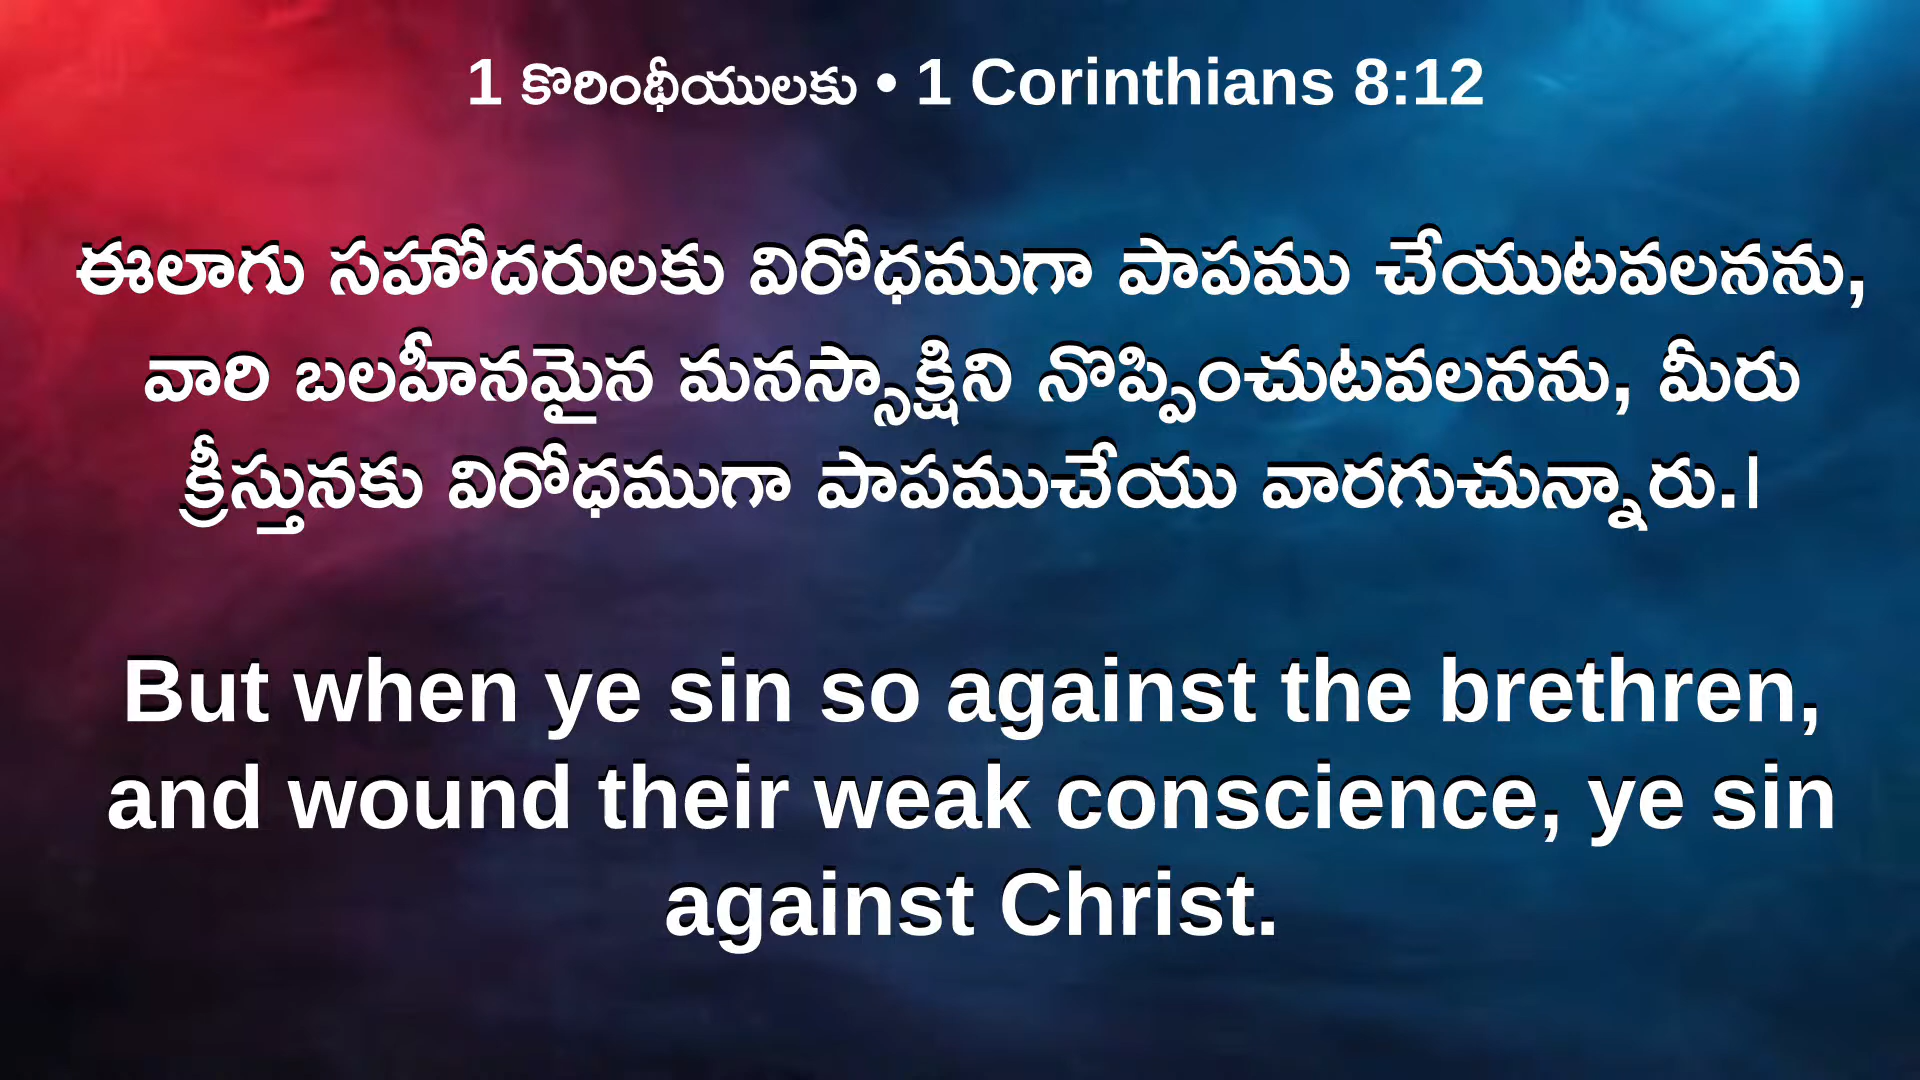 1 కొరింథీయులకు • 1 Corinthians 8:12
ఈలాగు సహోదరులకు విరోధముగా పాపము చేయుటవలనను,
వారి బలహీనమైన మనస్సాక్షిని నొప్పించుటవలనను, మీరు
క్రీస్తునకు విరోధముగా పాపముచేయు వారగుచున్నారు.|
But when ye sin so against the brethren,
and wound their weak conscience, ye sin
against Christ.